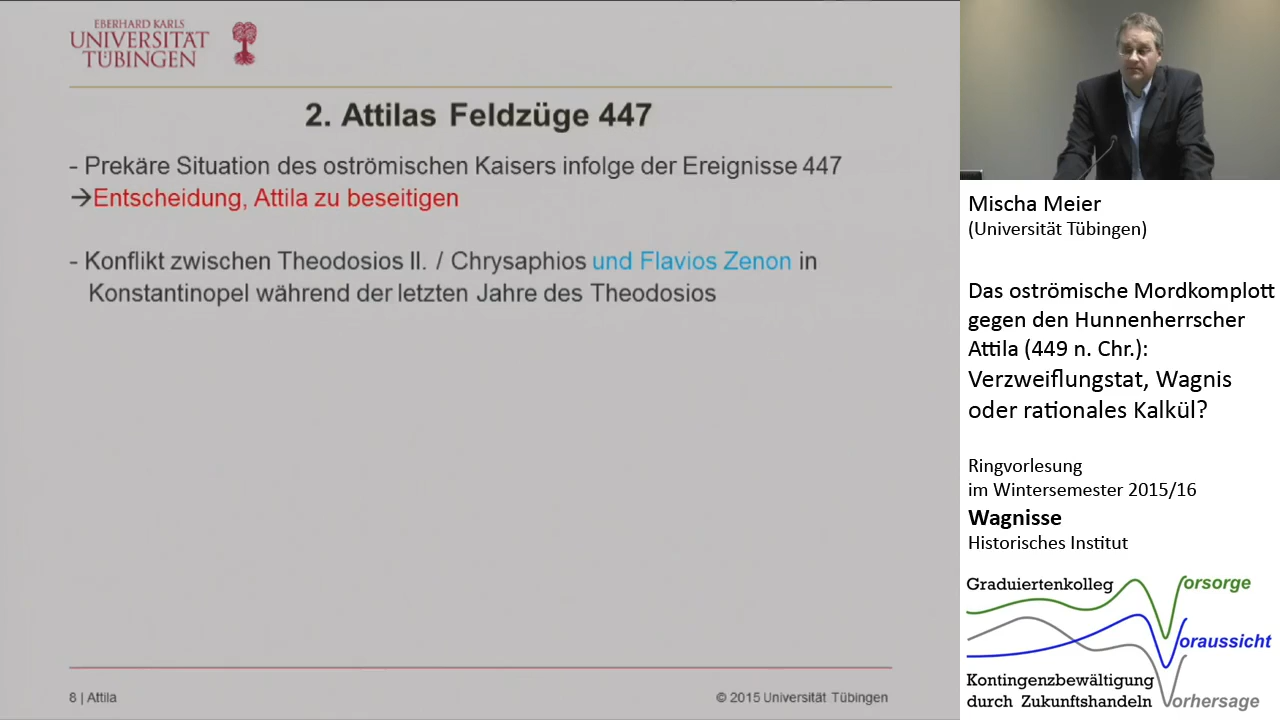 EBERHARD KARLS
UNIVERSITÄT
TÜBINGEN
2. Attilas Feldzüge 447
- Prekäre Situation des oströmischen Kaisers infolge der Ereignisse 447
→Entscheidung, Attila zu beseitigen
- Konflikt zwischen Theodosios II. / Chrysaphios und Flavios Zenon in
Konstantinopel während der letzten Jahre des Theodosios
8 | Attila
© 2015 Universität Tübingen
Mischa Meier
(Universität Tübingen)
Das oströmische Mordkomplott
gegen den Hunnenherrscher
Attila (449 n. Chr.):
Verzweiflungstat, Wagnis
oder rationales Kalkül?
Ringvorlesung
im Wintersemester 2015/16
Wagnisse
Historisches Institut
Graduiertenkolleg
Vorsorge
Voraussicht
Kontingenzbewältigung
durch Zukunftshandeln
Vorhersage